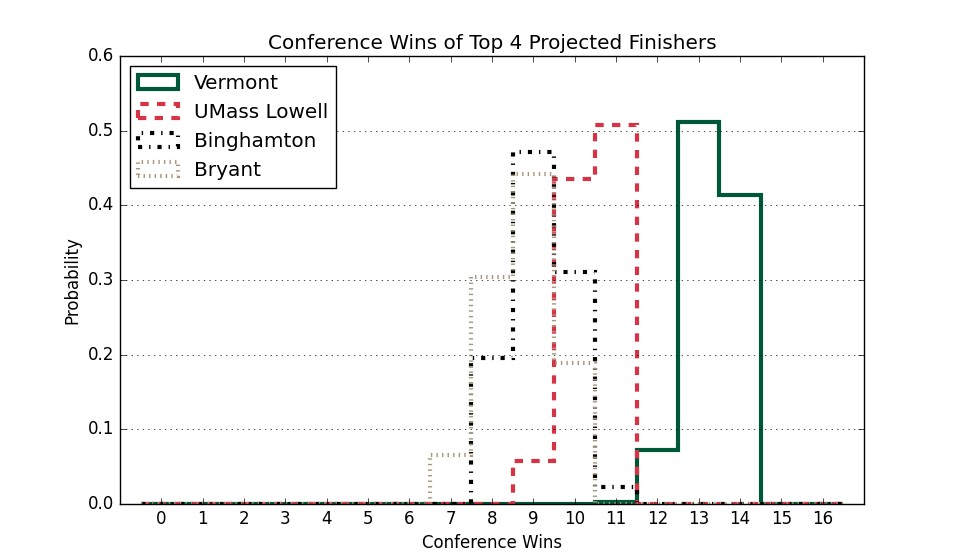 Conference Wins of Top 4 Projected Finishers
0.6
0.5
0.4
0.3
0.2
0.1
0.0
Probability
Vermont
UMass Lowell
Binghamton
Bryant
0 1 2 3 4 5 6 7 8 9 10 11 12 13 14 15 16
Conference Wins